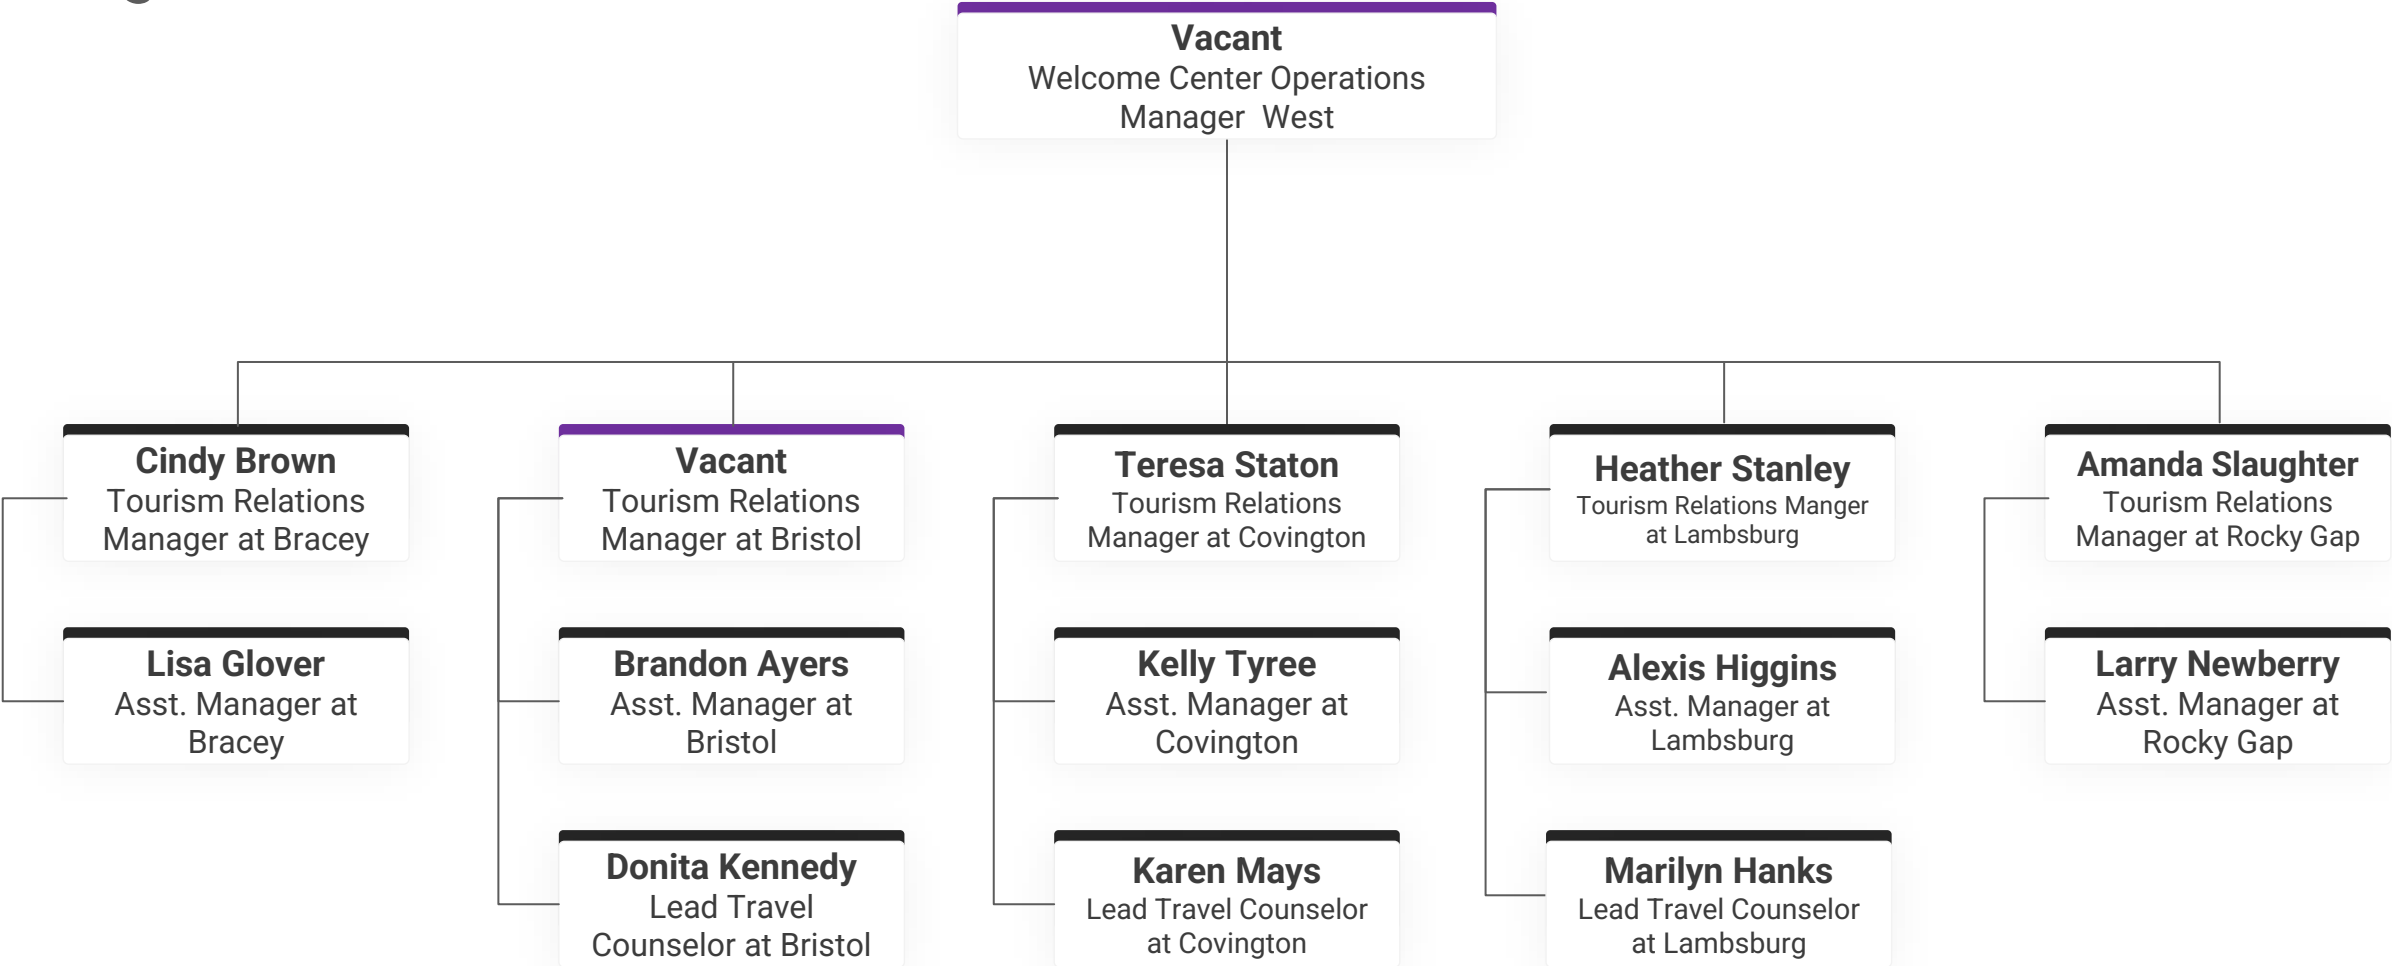 Vacant
Welcome Center Operations
Manager  West
Cindy Brown
Tourism Relations
Manager at Bracey
Vacant
Tourism Relations
Manager at Bristol
Teresa Staton
Tourism Relations
Manager at Covington
Heather Stanley
Tourism Relations Manger
at Lambsburg
Amanda Slaughter
Tourism Relations
Manager at Rocky Gap
Lisa Glover
Asst. Manager at
Bracey
Brandon Ayers
Asst. Manager at
Bristol
Kelly Tyree
Asst. Manager at
Covington
Alexis Higgins
Asst. Manager at
Lambsburg
Larry Newberry
Asst. Manager at
Rocky Gap
Donita Kennedy
Lead Travel
Counselor at Bristol
Karen Mays
Lead Travel Counselor
at Covington
Marilyn Hanks
Lead Travel Counselor
at Lambsburg